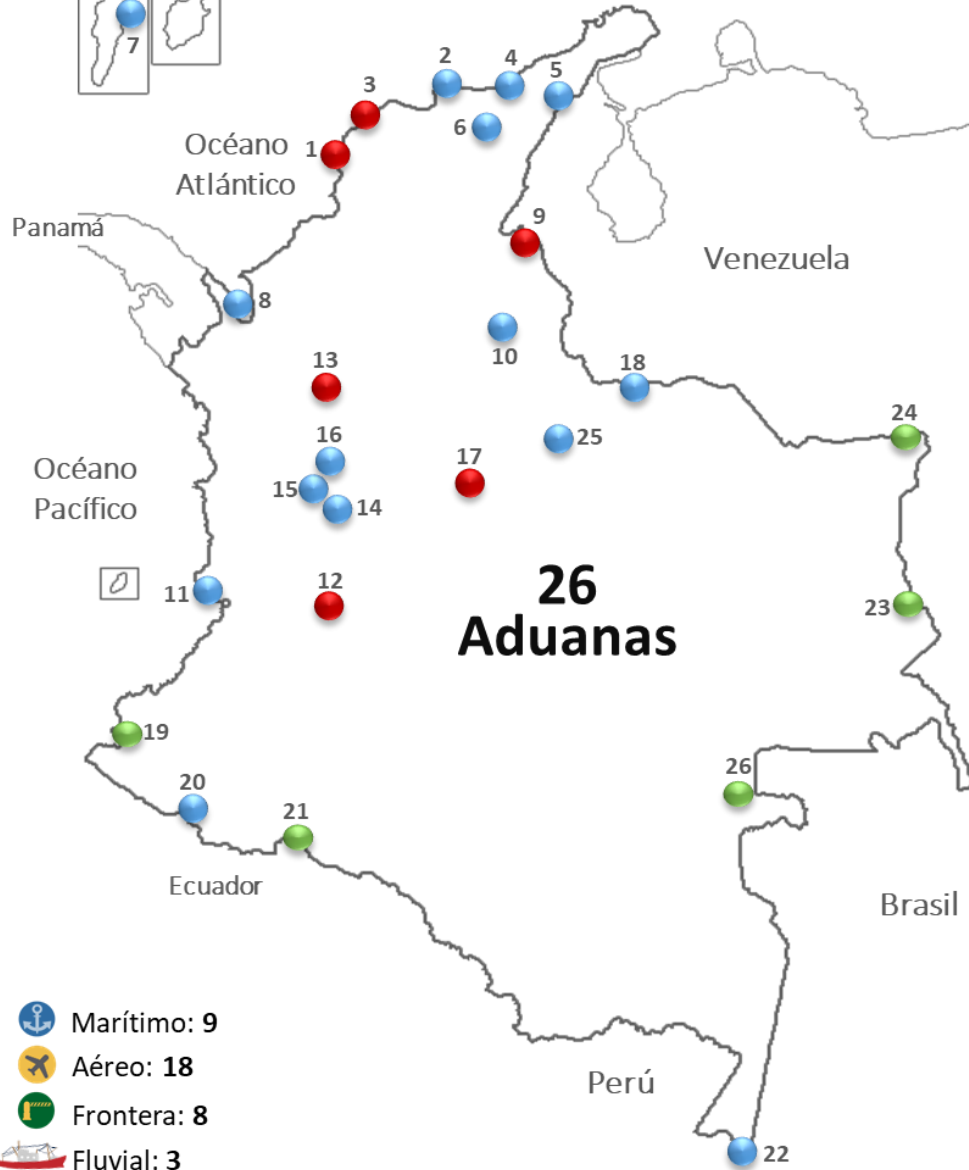 7
2
4
5
3
6
Océano
Atlántico
1
Panamá
9
Venezuela
8
10
13
18
24
16
25
17
Océano
Pacífico
15
14
26
Aduanas
11
12
23
19
26
20
21
Ecuador
Brasil
Marítimo: 9
Aéreo: 18
Perú
Frontera: 8
22
Fluvial: 3